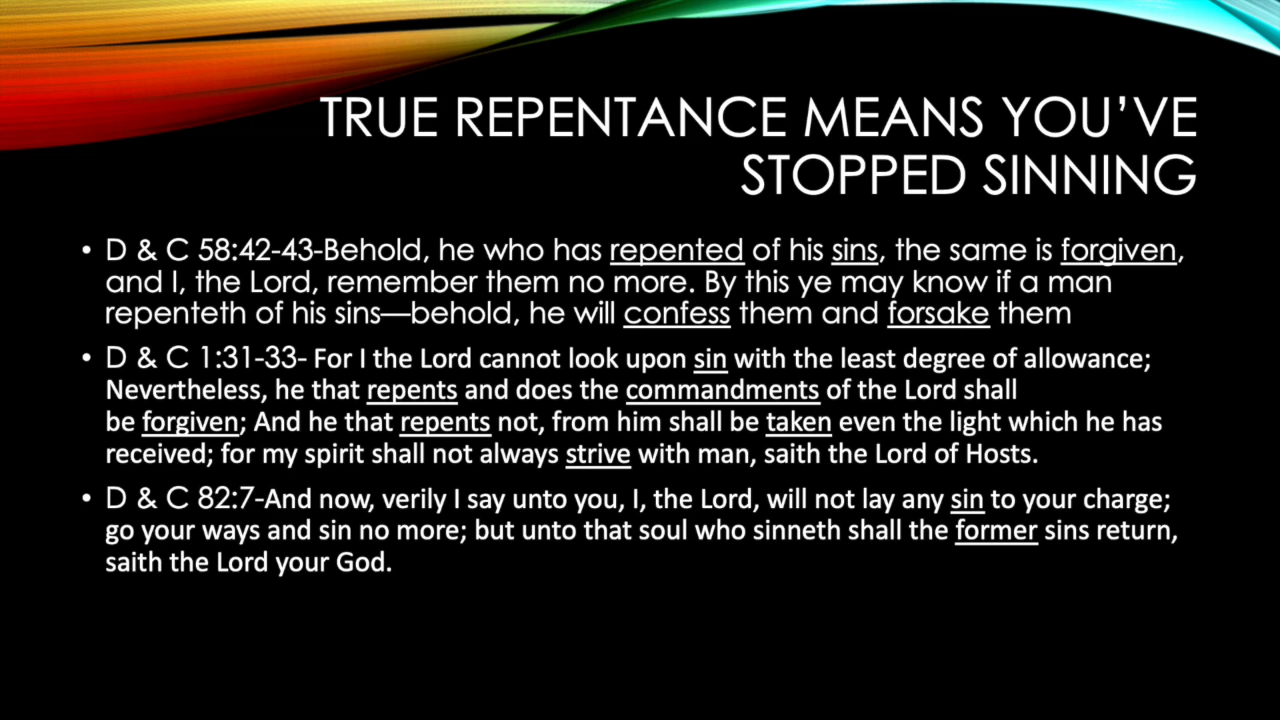 TRUE REPENTANCE MEANS YOU’VE
STOPPED SINNING
• D & C 58:42-43-Behold, he who has repented of his sins, the same is forgiven,
and I, the Lord, remember them no more. By this ye may know if a man
repenteth of his sins—behold, he will confess them and forsake them
• D & C 1:31-33- For I the Lord cannot look upon sin with the least degree of allowance;
Nevertheless, he that repents and does the commandments of the Lord shall
be forgiven; And he that repents not, from him shall be taken even the light which he has
received; for my spirit shall not always strive with man, saith the Lord of Hosts.
• D & C 82:7-And now, verily I say unto you, I, the Lord, will not lay any sin to your charge;
go your ways and sin no more; but unto that soul who sinneth shall the former sins return,
saith the Lord your God.